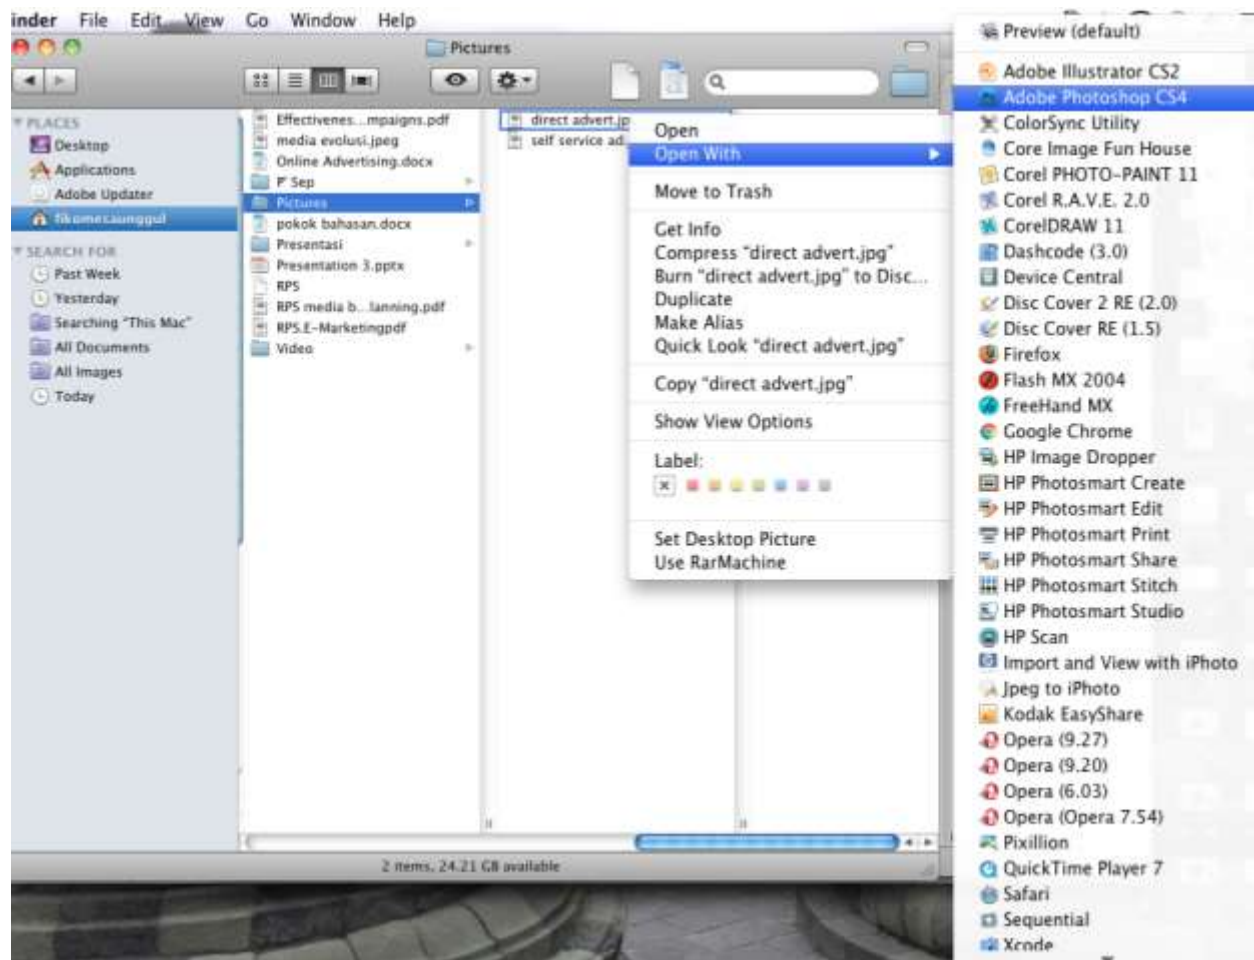 inder File Edit View Go Window Help
Pictures
PLACES
Desktop
Applications
Adobe Updater
fikomesaunggul
SEARCH FOR
Past Week
Yesterday
Searching "This Mac"
All Documents
All Images
Today
Effectivenes...mpaigns.pdf
media evolusi.jpeg
Online Advertising.docx
P' Sep
Pictures
pokok bahasan.docx
Presentasi
Presentation 3.pptx
RPS
RPS media b...lanning.pdf
RPS.E-Marketingpdf
Video
direct advert.jp
self service ad
2 items, 24.21 GB available
Open
Open With
Move to Trash
Get Info
Compress "direct advert.jpg"
Burn "direct advert.jpg" to Disc...
Duplicate
Make Alias
Quick Look "direct advert.jpg"
Copy "direct advert.jpg"
Show View Options
Label:
Set Desktop Picture
Use RarMachine
Preview (default)
Adobe Illustrator CS2
Adobe Photoshop CS4
ColorSync Utility
Core Image Fun House
Corel PHOTO-PAINT 11
Corel R.A.V.E. 2.0
CorelDRAW 11
Dashcode (3.0)
Device Central
Disc Cover 2 RE (2.0)
Disc Cover RE (1.5)
Firefox
Flash MX 2004
FreeHand MX
Google Chrome
HP Image Dropper
HP Photosmart Create
HP Photosmart Edit
HP Photosmart Print
HP Photosmart Share
HP Photosmart Stitch
HP Photosmart Studio
HP Scan
Import and View with iPhoto
Jpeg to iPhoto
Kodak EasyShare
Opera (9.27)
Opera (9.20)
Opera (6.03)
Opera (Opera 7.54)
Pixillion
QuickTime Player 7
Safari
Sequential
Xcode